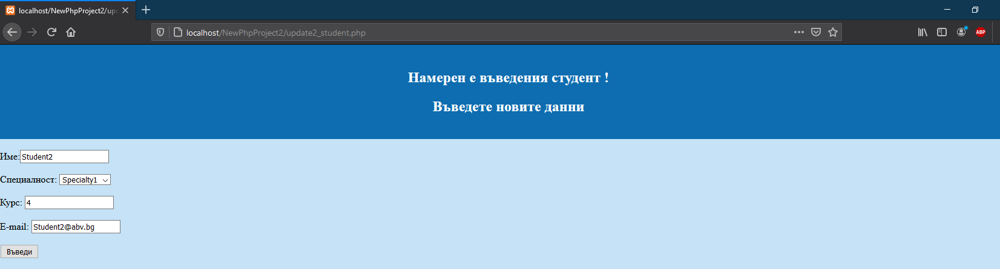 localhost/NewPhpProject2/upd
localhost/NewPhpProject2/update2_student.php
ABP
Намерен е въведения студент !
Въведете новите данни
Име: Student2
Специалност: Specialty1
Курс: 4
E-mail: Student2@abv.bg
Въведи